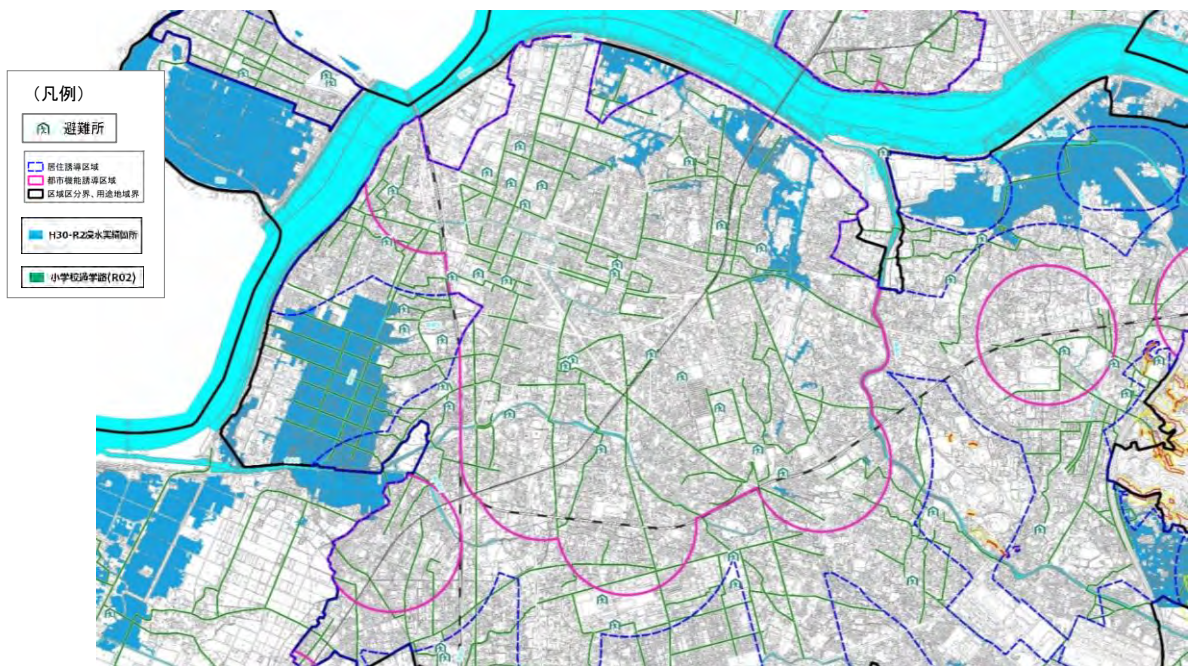 （凡例）
避難所
居住誘導区域
都市機能誘導区域
区域区分界、用途地域界
H30-R2浸水実績箇所
小学校通学路(R02)